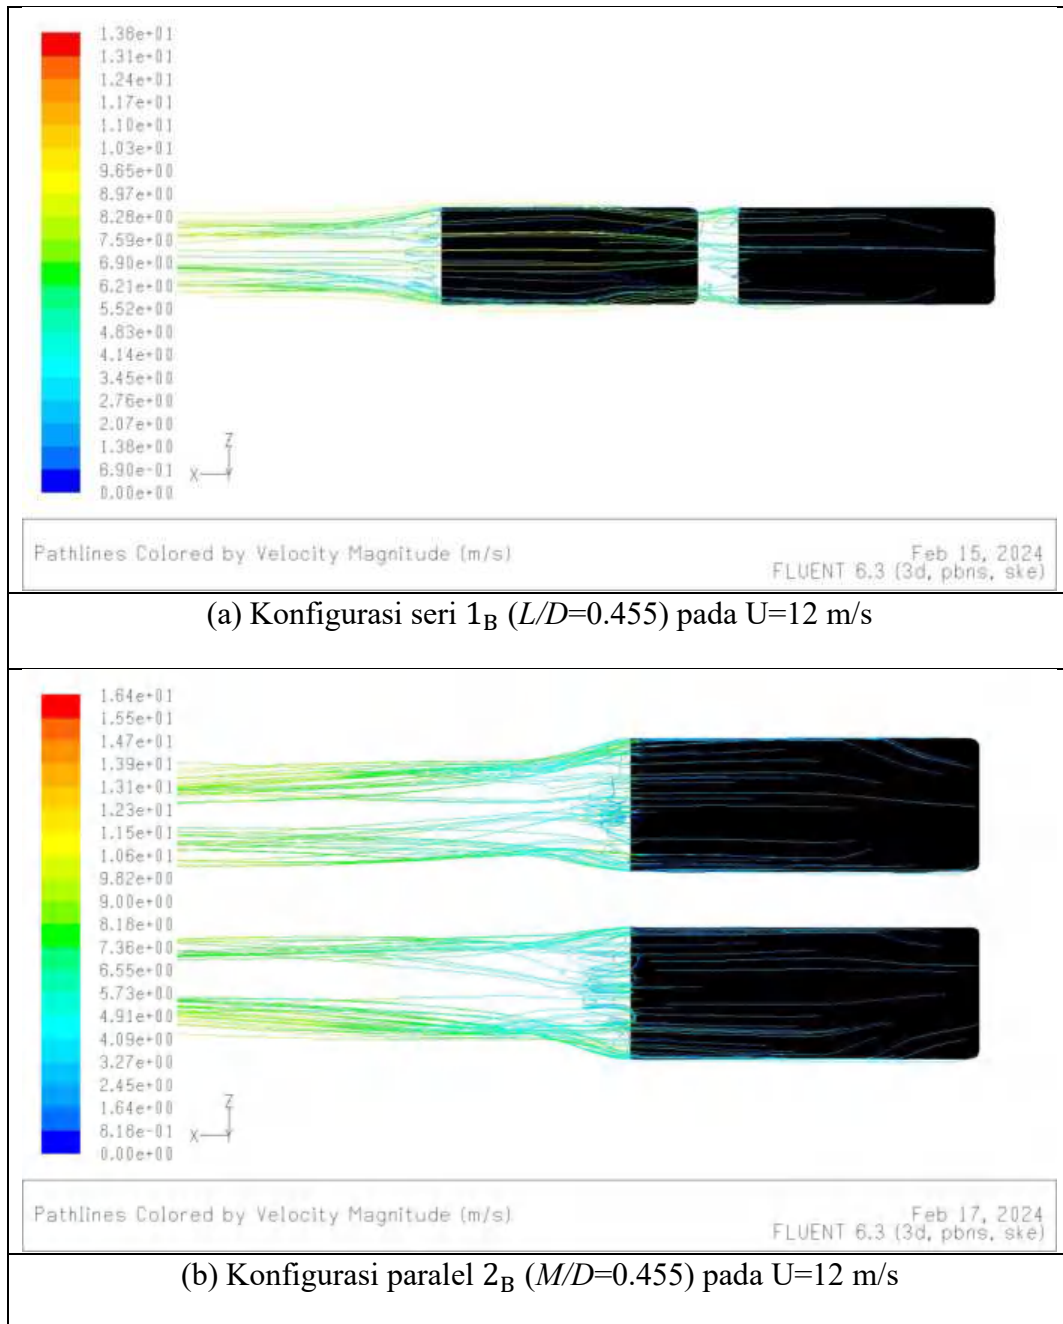 1.38e+01
1.31e+01
1.24e+01
1.17e+01
1.10e+01
1.03e+01
9.65e+00
8.97e+00
8.28e+00
7.59e+00
6.90e+00
6.21e+00
5.52e+00
4.83e+00
4.14e+00
3.45e+00
2.76e+00
2.07e+00
1.38e+00
6.90e-01
0.00e+00
Z
X
Y
Pathlines Colored by Velocity Magnitude (m/s)
Feb 15, 2024
FLUENT 6.3 (3d, pbns, ske)
(a) Konfigurasi seri 1B (L/D=0.455) pada U=12 m/s
1.64e+01
1.55e+01
1.47e+01
1.39e+01
1.31e+01
1.23e+01
1.15e+01
1.06e+01
9.82e+00
9.00e+00
8.18e+00
7.36e+00
6.55e+00
5.73e+00
4.91e+00
4.09e+00
3.27e+00
2.45e+00
1.64e+00
8.18e-01
0.00e+00
Z
X
Y
Pathlines Colored by Velocity Magnitude (m/s)
Feb 17, 2024
FLUENT 6.3 (3d, pbns, ske)
(b) Konfigurasi paralel 2B (M/D=0.455) pada U=12 m/s